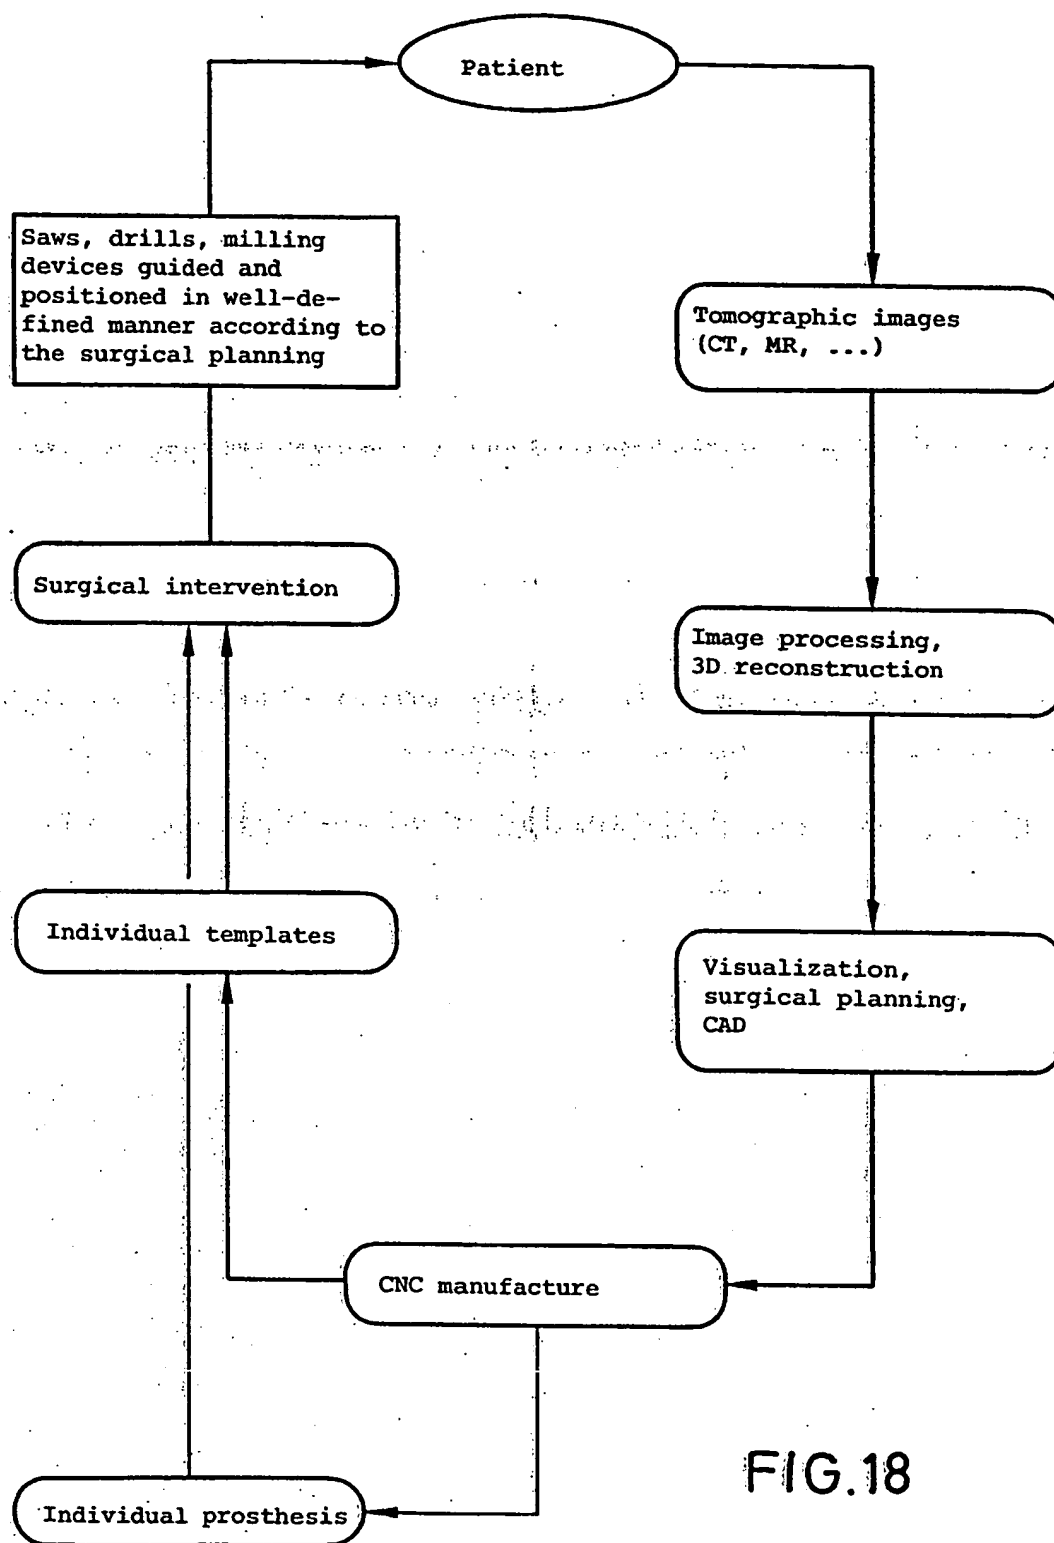 Patient
Saws, drills, milling
devices guided and
positioned in well-de-
fined manner according to
the surgical planning
Tomographic images
(CT, MR, ...)
Surgical intervention
Image processing,
3D reconstruction
Individual templates
Visualization,
surgical planning,
CAD
CNC manufacture
Individual prosthesis
FIG.18